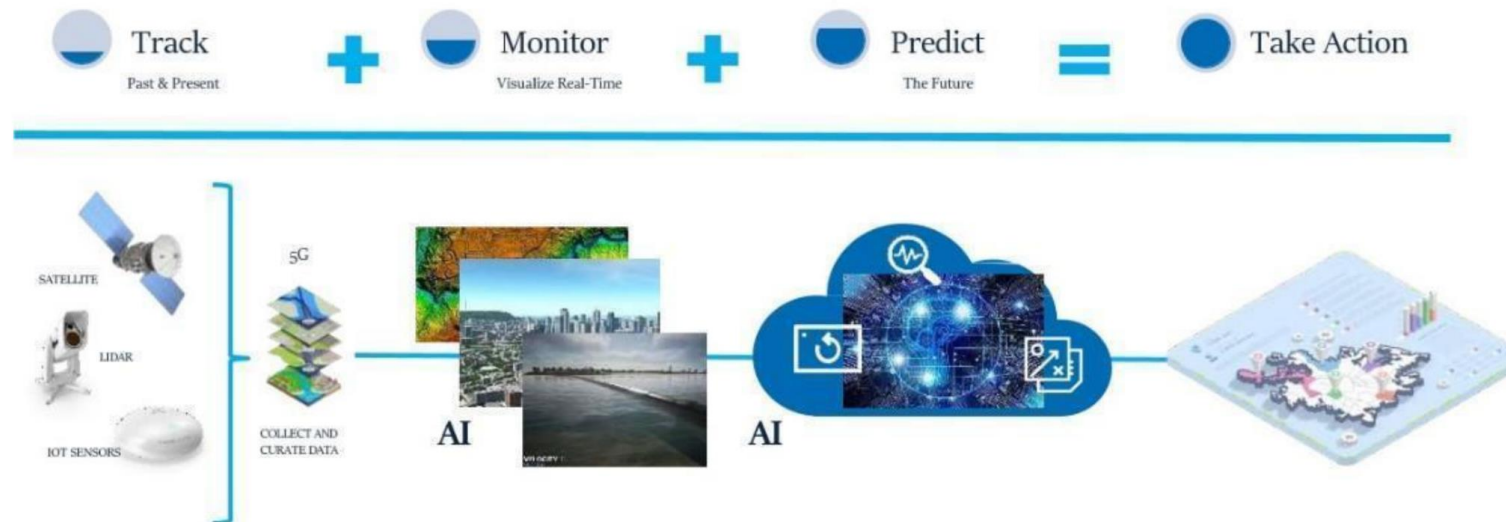 Track
Past & Present
Monitor
Visualize Real-Time
Predict
The Future
Take Action
SATELLITE
LIDAR
IOT SENSORS
5G
COLLECT AND
CURATE DATA
AI
AI